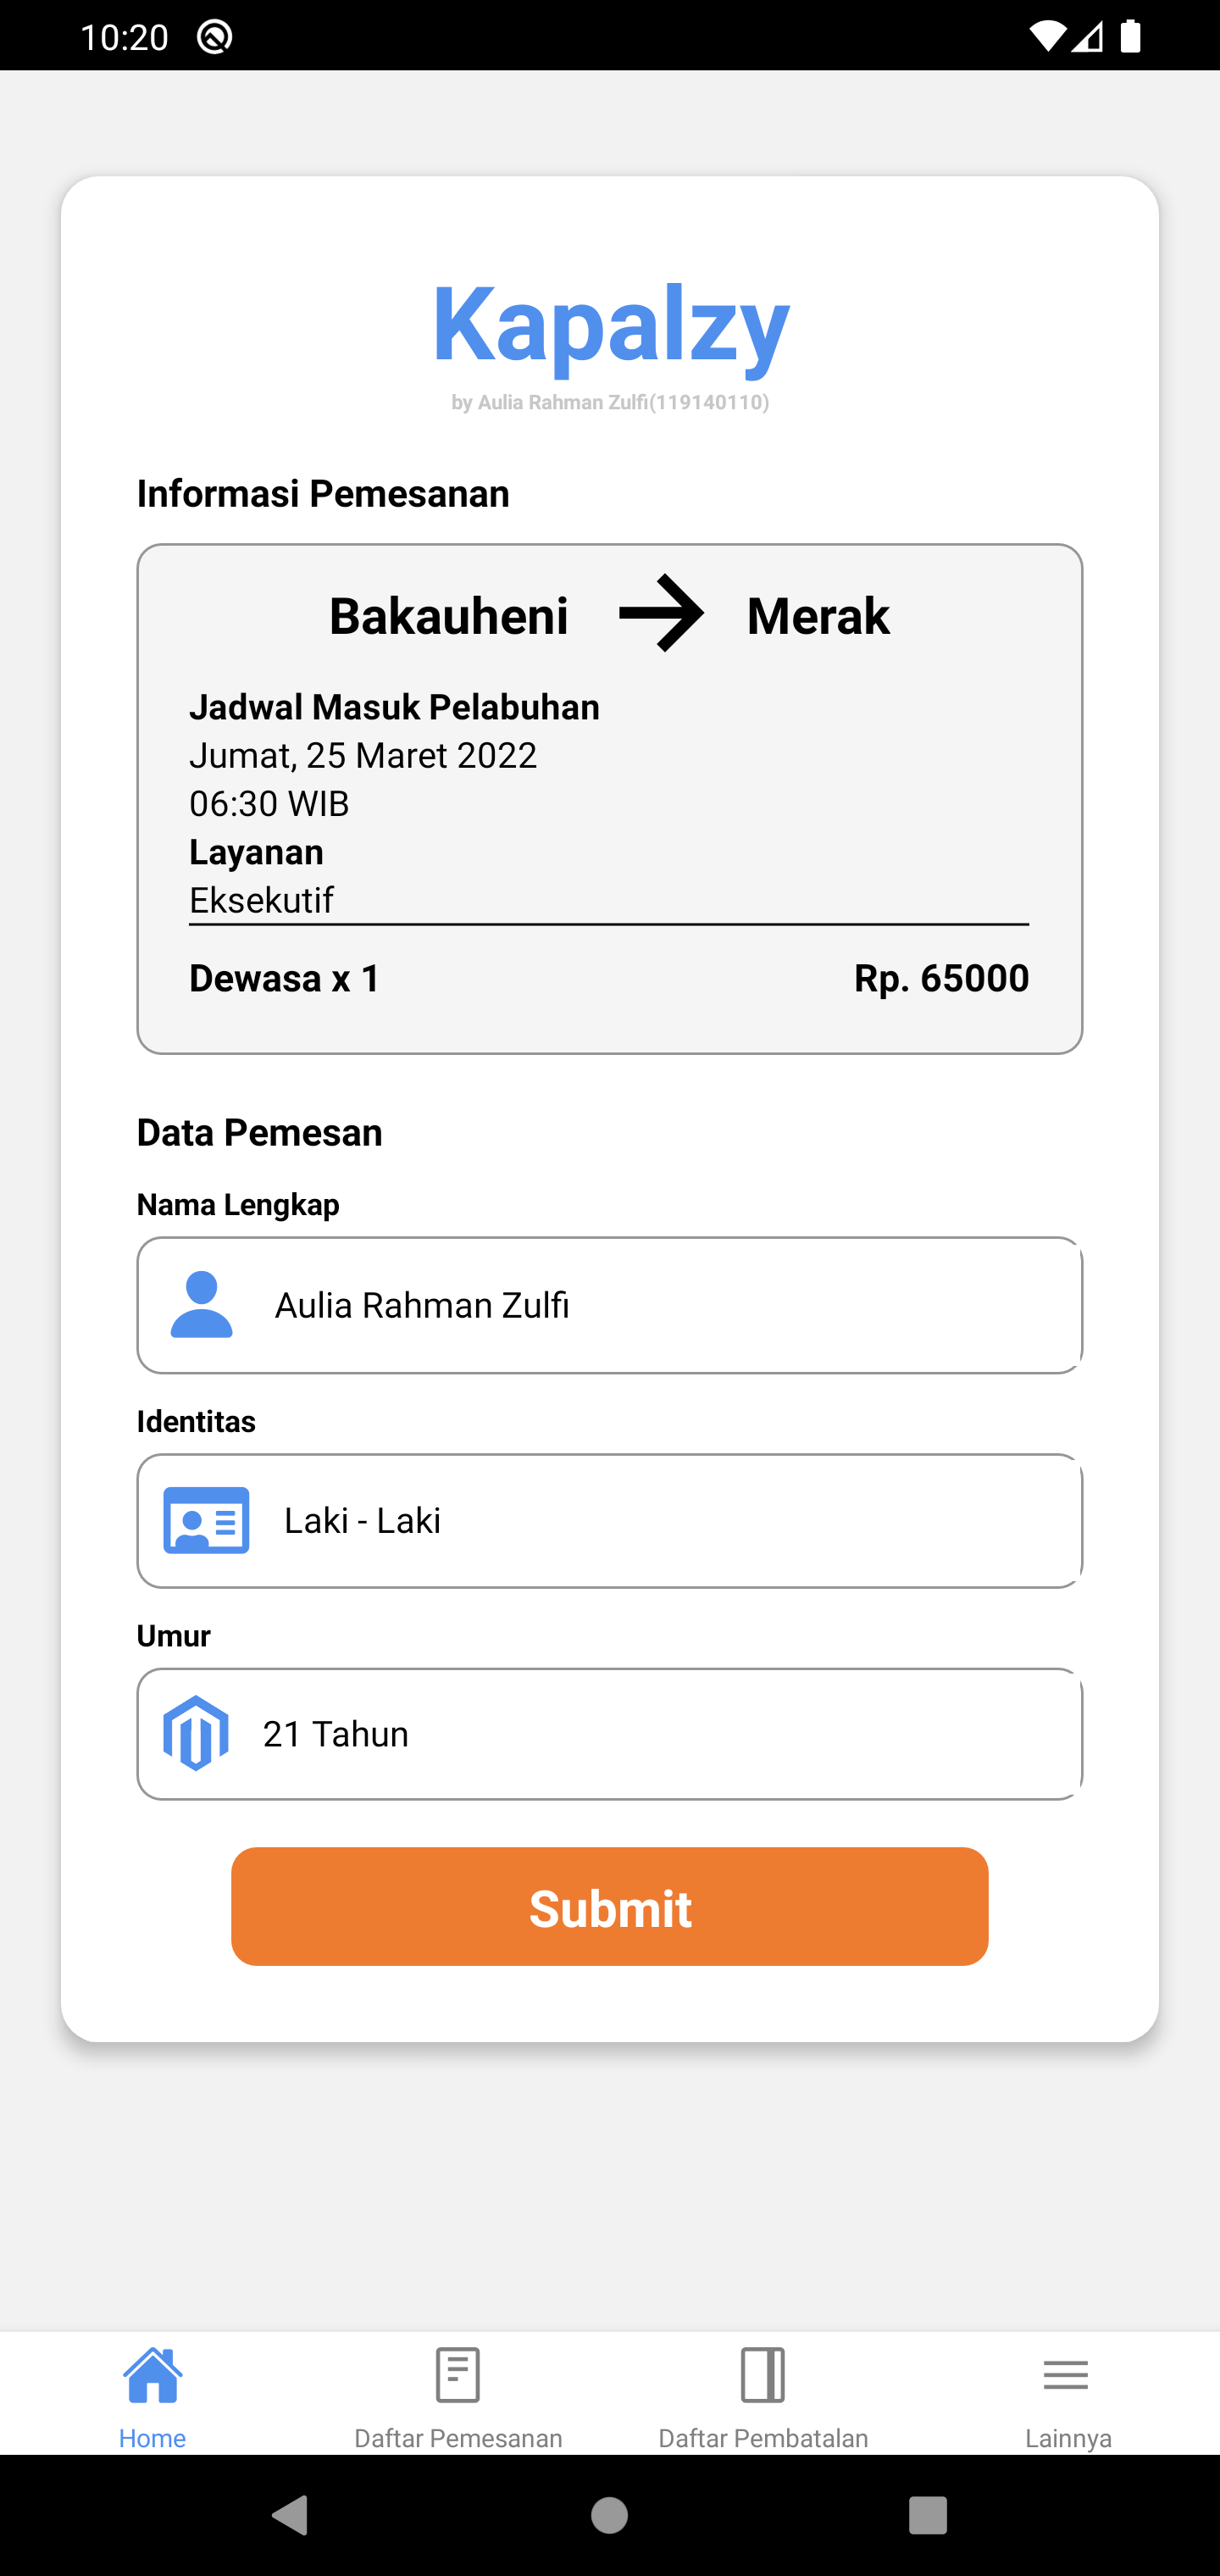 10:20
Kapalzy
by Aulia Rahman Zulfi(119140110)
Informasi Pemesanan
Bakauheni Merak
Jadwal Masuk Pelabuhan
Jumat, 25 Maret 2022
06:30 WIB
Layanan
Eksekutif
Dewasa x 1 Rp. 65000
Data Pemesan
Nama Lengkap
Aulia Rahman Zulfi
Identitas
Laki - Laki
Umur
21 Tahun
Submit
Home Daftar Pemesanan Daftar Pembatalan Lainnya